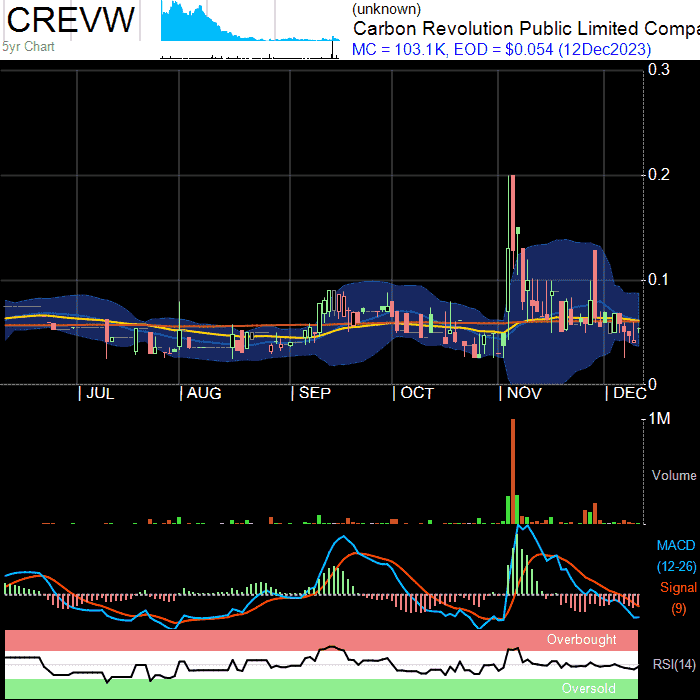 CREVW
5yr Chart
(unknown)
Carbon Revolution Public Limited Compa
MC = 103.1K, EOD = $0.054 (12Dec2023)
0.3
0.2
0.1
0
JUL AUG SEP OCT NOV DEC
1M
Volume
MACD
(12-26)
Signal
(9)
Overbought
RSI(14)
Oversold